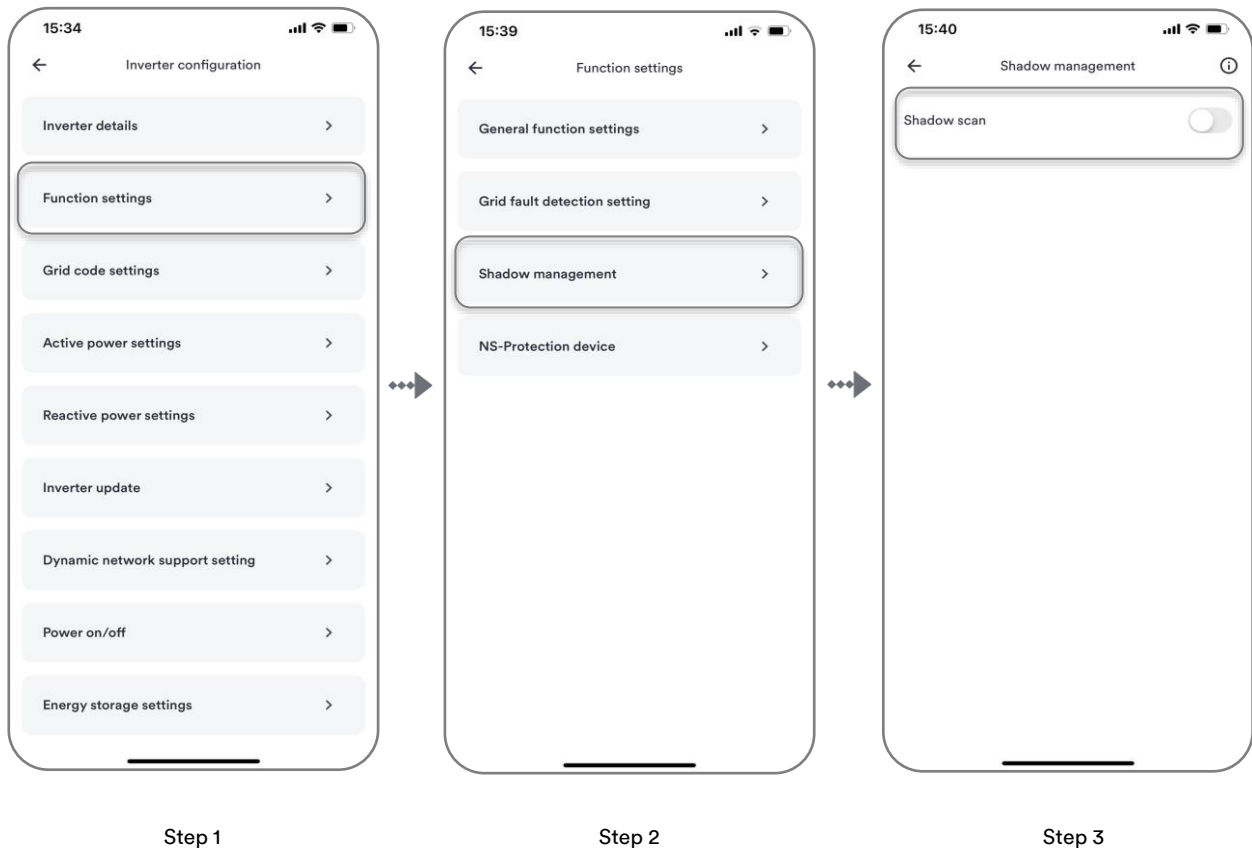 15:34
Inverter configuration
Inverter details
Function settings
Grid code settings
Active power settings
Reactive power settings
Inverter update
Dynamic network support setting
Power on/off
Energy storage settings
Step 1
15:39
Function settings
General function settings
Grid fault detection setting
Shadow management
NS-Protection device
Step 2
15:40
Shadow management
Shadow scan
Step 3